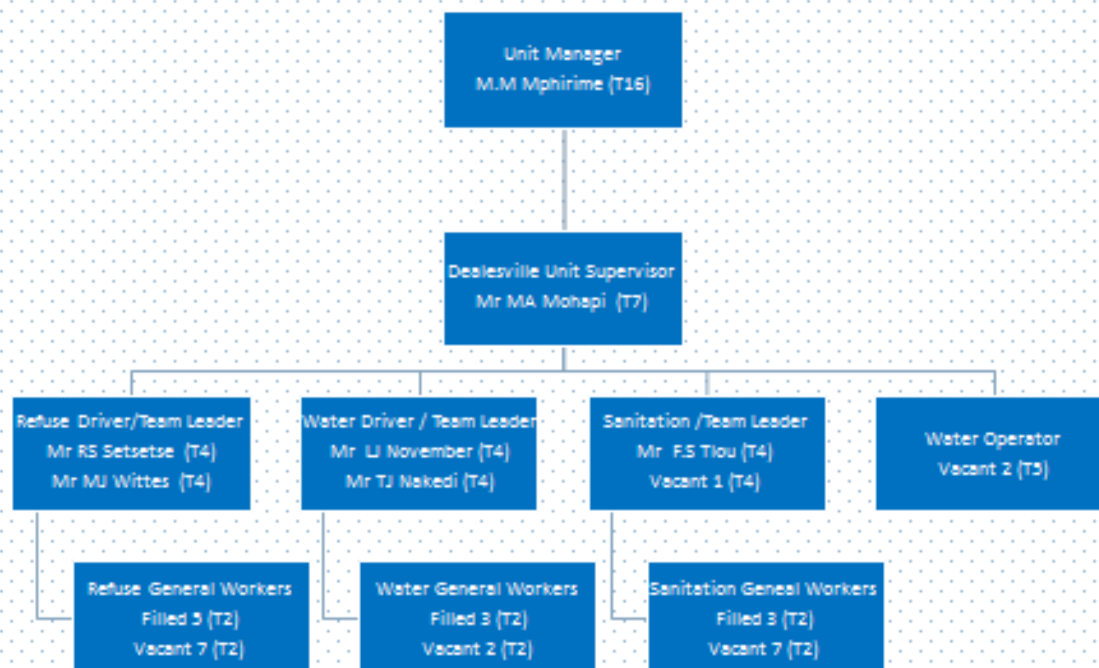 Unit Manager
M.M Mphirime (T16)
Dealesville Unit Supervisor
Mr MA Mohapi (T7)
Refuse Driver/Team Leader
Mr RS Setsetse (T4)
Mr MJ Wittes (T4)
Water Driver / Team Leader
Mr LJ November (T4)
Mr TJ Nakedi (T4)
Sanitation /Team Leader
Mr F.S Tlou (T4)
Vacant 1 (T4)
Water Operator
Vacant 2 (T5)
Refuse General Workers
Filled 5 (T2)
Vacant 7 (T2)
Water General Workers
Filled 3 (T2)
Vacant 2 (T2)
Sanitation Geneal Workers
Filled 3 (T2)
Vacant 7 (T2)